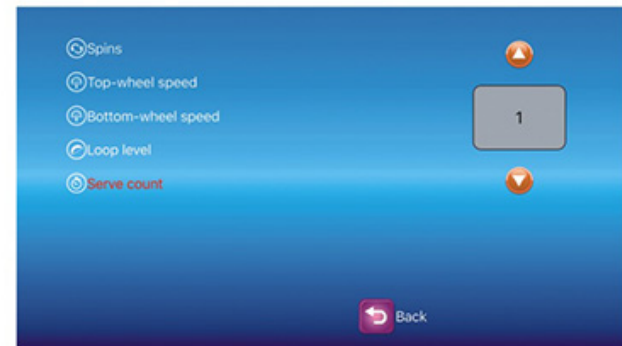 Spins
Top-wheel speed
Bottom-wheel speed
1
Loop level
Serve count
Back